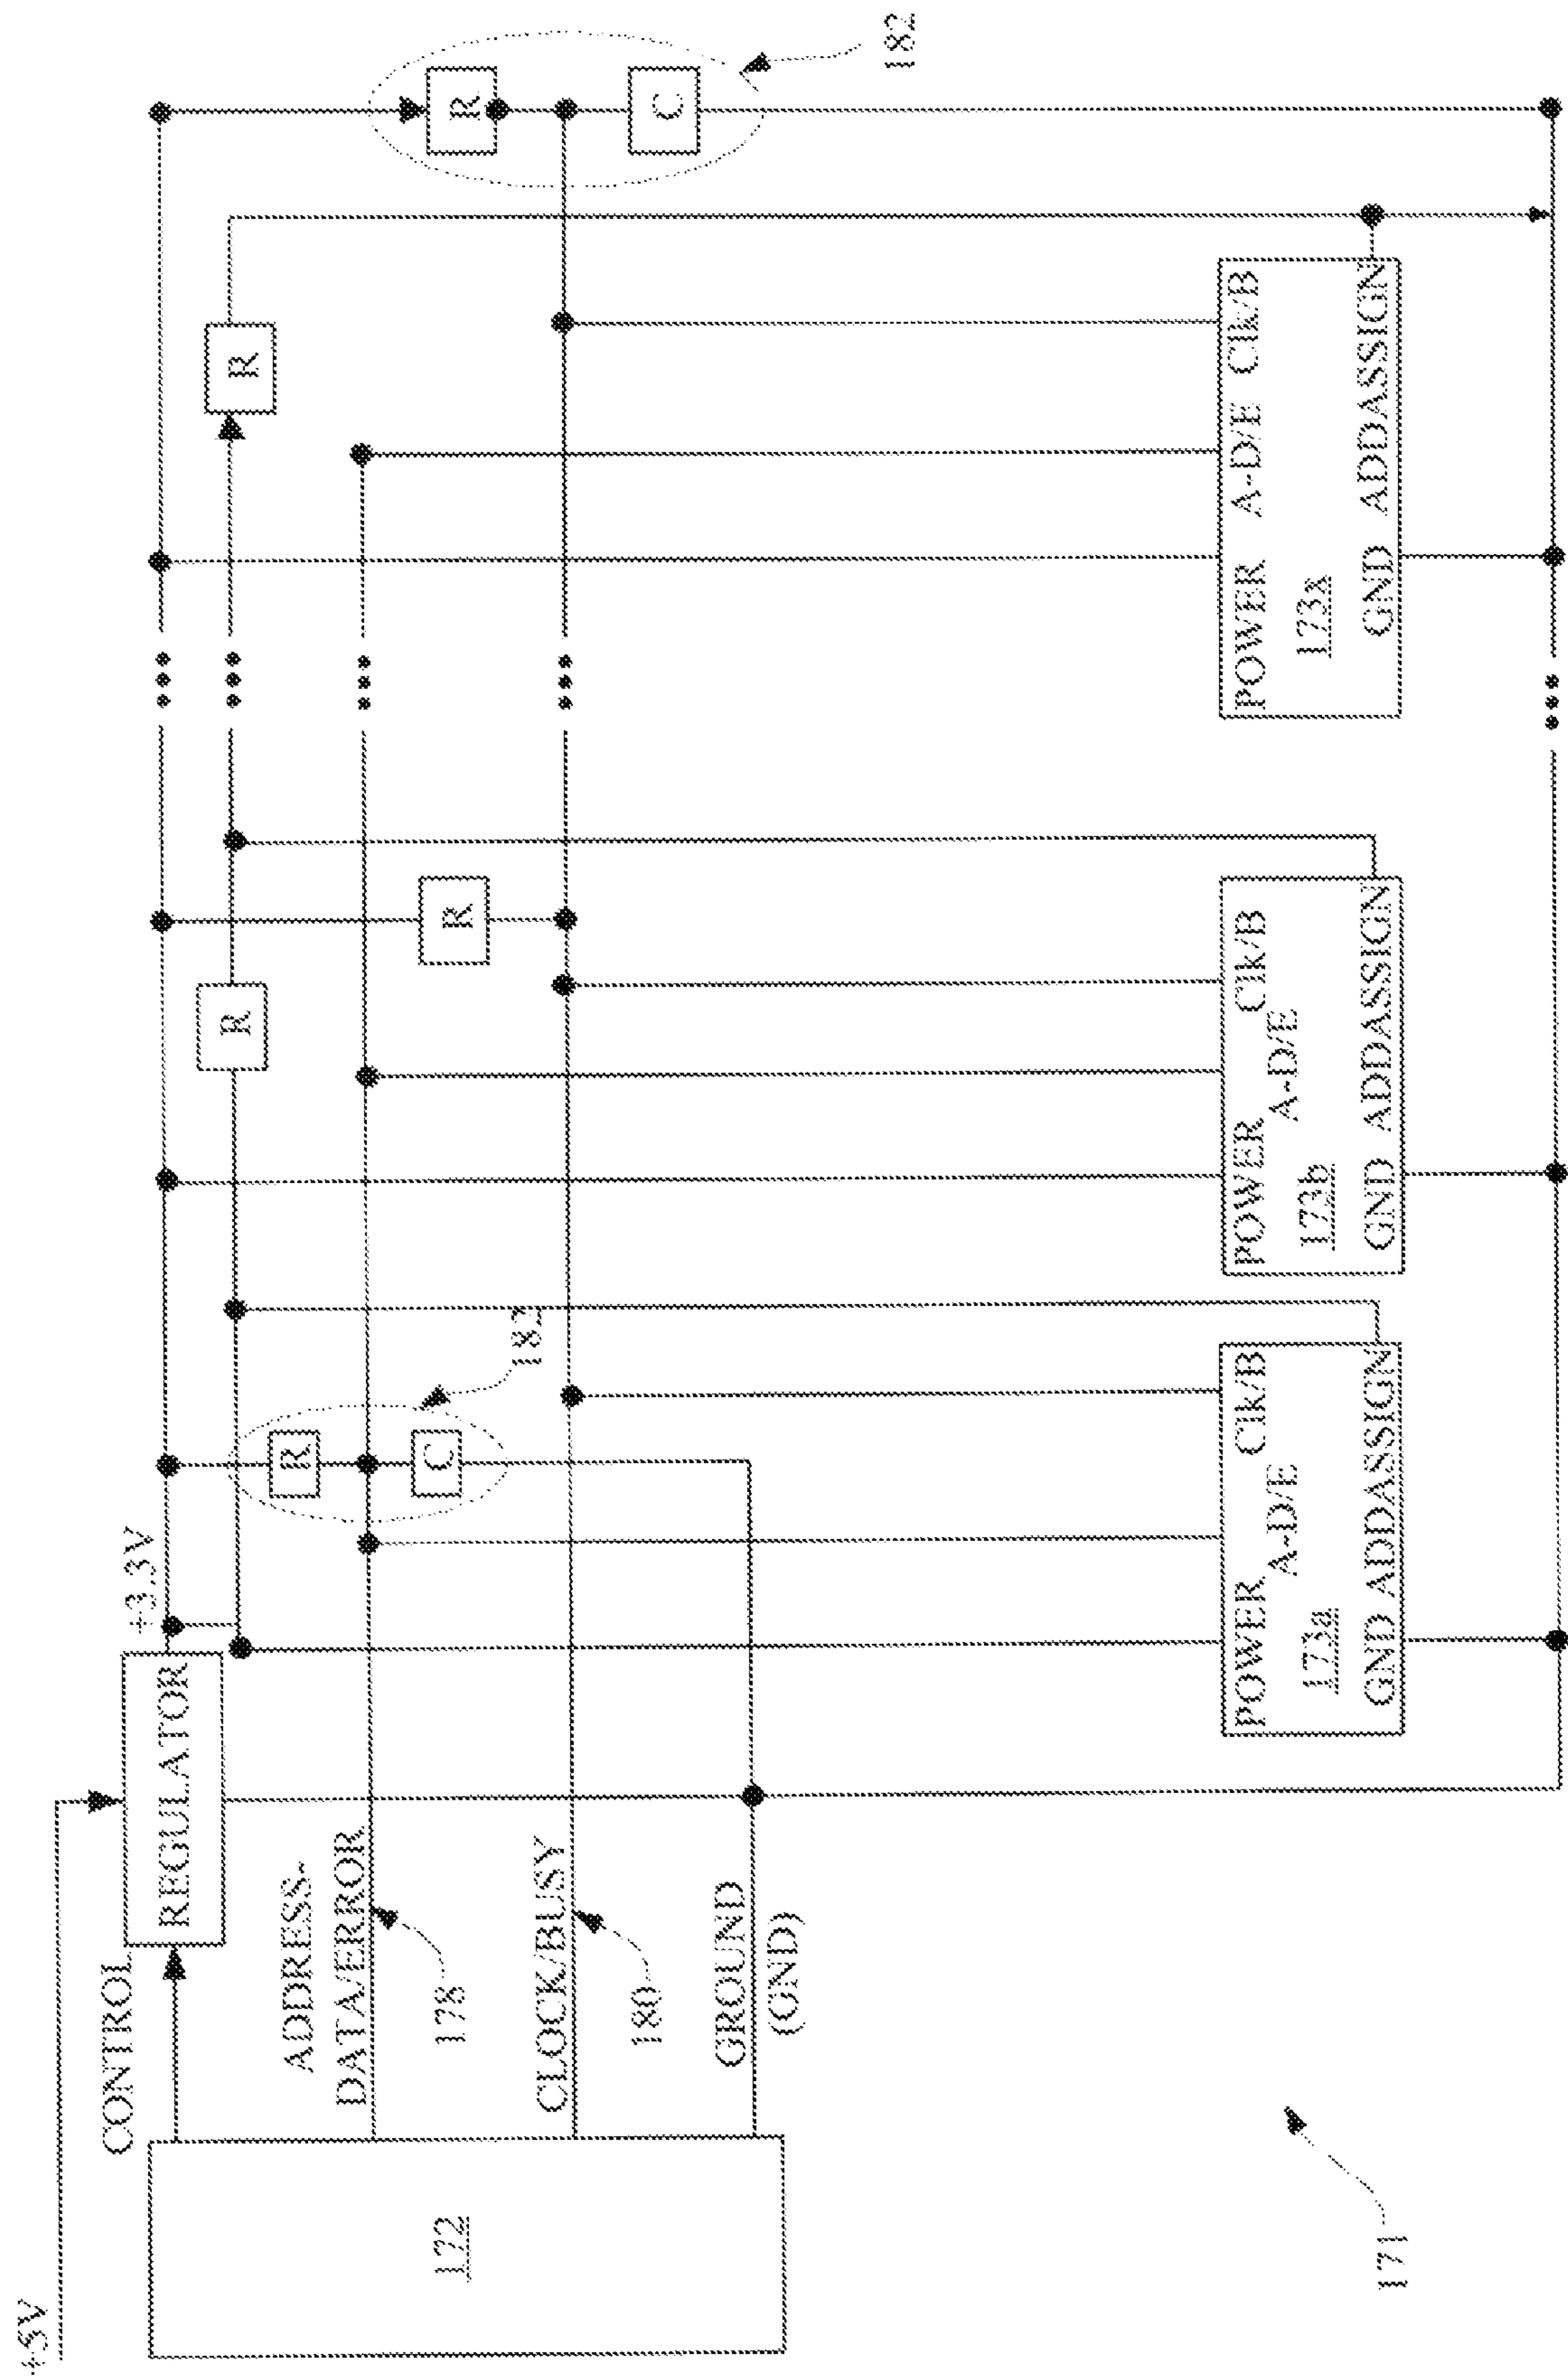 +5V
CONTROL
REGULATOR
+3.3V
R
R
R
182
R
C
182
R
R
C
ADDRESS-
DATA/ERROR
178
CLOCK/BUSY
180
GROUND
(GND)
172
POWER Clk/B
A-D/E
173a
GND ADDASSIGN
POWER Clk/B
A-D/E
173b
GND ADDASSIGN
POWER A-D/E Clk/B
173x
GND ADDASSIGN
171